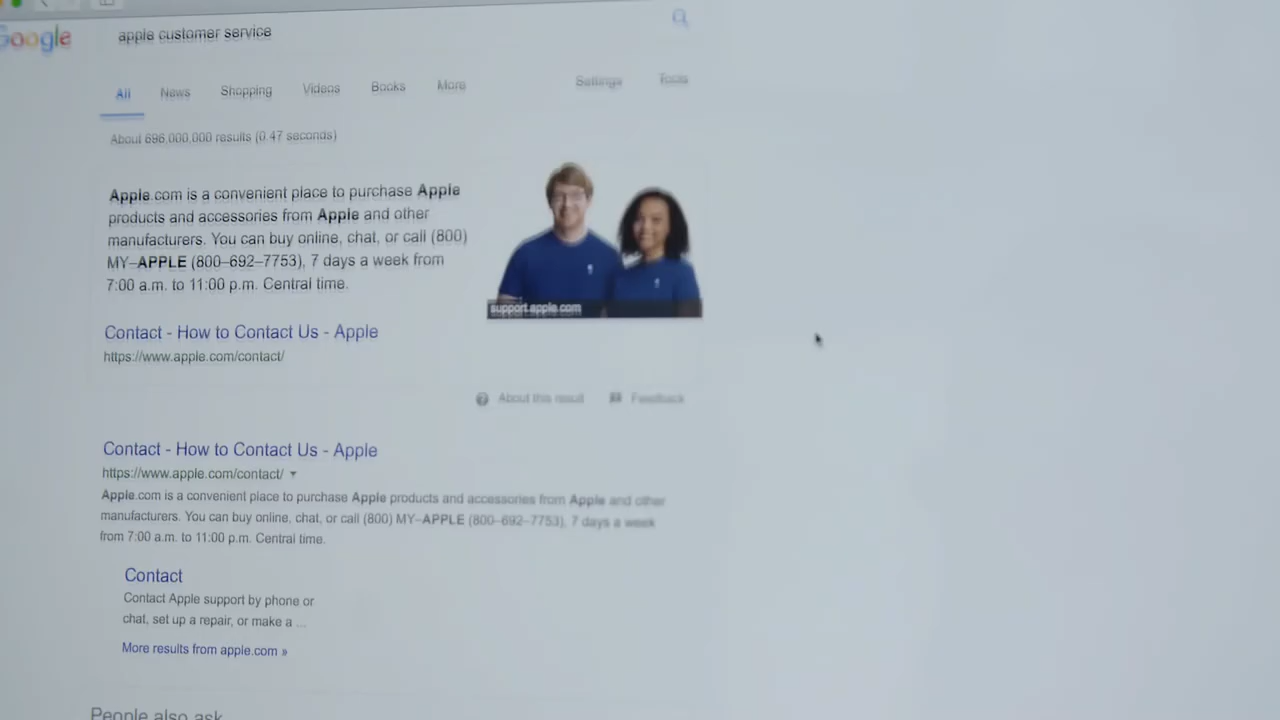 Google
apple customer service
All News Shopping Videos Books More Settings Tools
About 696,000,000 results (0.47 seconds)
Apple.com is a convenient place to purchase Apple
products and accessories from Apple and other
manufacturers. You can buy online, chat, or call (800)
MY–APPLE (800–692–7753), 7 days a week from
7:00 a.m. to 11:00 p.m. Central time.
support.apple.com
Contact - How to Contact Us - Apple
https://www.apple.com/contact/
About this result Feedback
Contact - How to Contact Us - Apple
https://www.apple.com/contact/
Apple.com is a convenient place to purchase Apple products and accessories from Apple and other
manufacturers. You can buy online, chat, or call (800) MY–APPLE (800–692–7753), 7 days a week
from 7:00 a.m. to 11:00 p.m. Central time.
Contact
Contact Apple support by phone or
chat, set up a repair, or make a ...
More results from apple.com »
People also ask